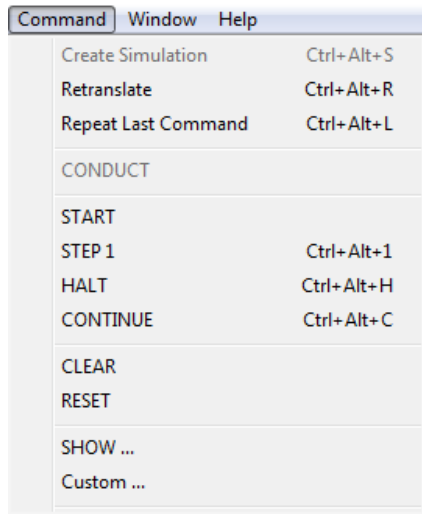 Command Window Help
Create Simulation Ctrl+Alt+S
Retranslate Ctrl+Alt+R
Repeat Last Command Ctrl+Alt+L
CONDUCT
START
STEP 1 Ctrl+Alt+1
HALT Ctrl+Alt+H
CONTINUE Ctrl+Alt+C
CLEAR
RESET
SHOW ...
Custom ...